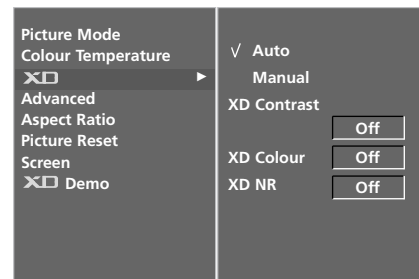 Picture Mode
Colour Temperature
XD ►
Advanced
Aspect Ratio
Picture Reset
Screen
XD Demo
√ Auto
Manual
XD Contrast
Off
XD Colour Off
XD NR Off